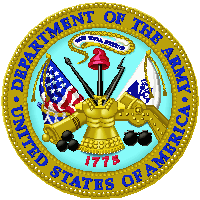 DEPARTMENT OF THE ARMY
UNITED STATES OF AMERICA
1775